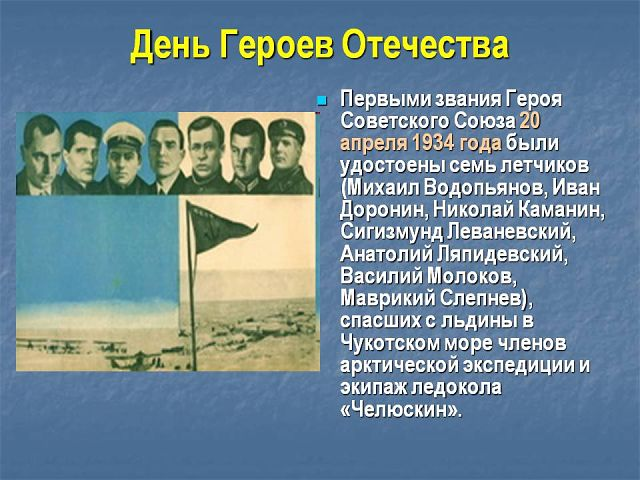 День Героев Отечества
Первыми звания Героя
Советского Союза 20
апреля 1934 года были
удостоены семь летчиков
(Михаил Водопьянов, Иван
Доронин, Николай Каманин,
Сигизмунд Леваневский,
Анатолий Ляпидевский,
Василий Молоков,
Маврикий Слепнев),
спасших с льдины в
Чукотском море членов
арктической экспедиции и
экипаж ледокола
«Челюскин».